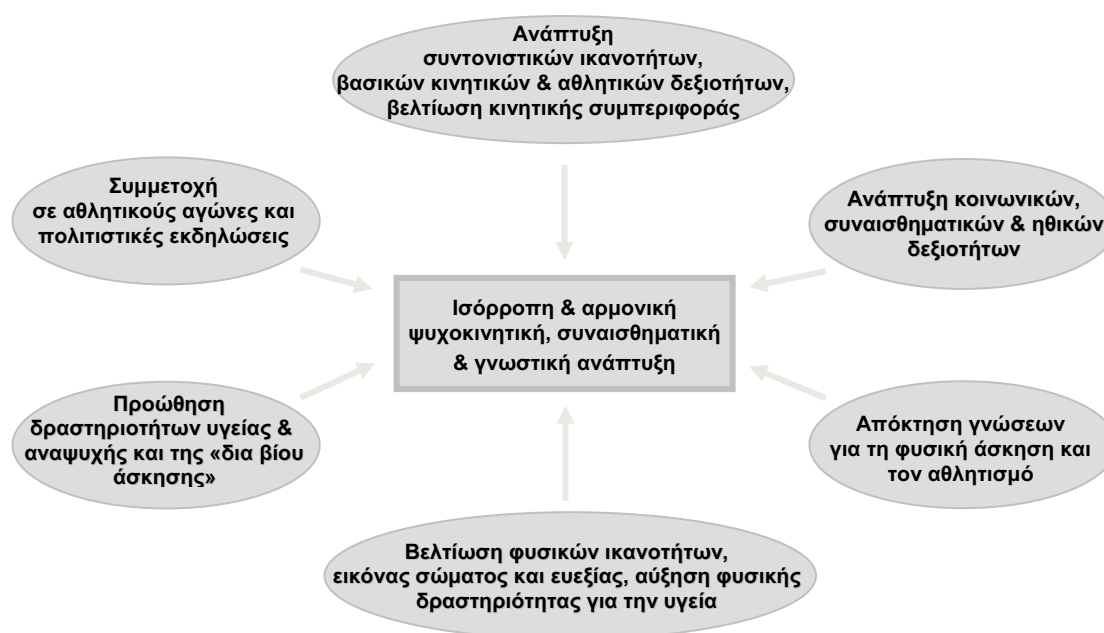 Ανάπτυξη
συντονιστικών ικανοτήτων,
βασικών κινητικών & αθλητικών δεξιοτήτων,
βελτίωση κινητικής συμπεριφοράς
Συμμετοχή
σε αθλητικούς αγώνες και
πολιτιστικές εκδηλώσεις
Ανάπτυξη κοινωνικών,
συναισθηματικών & ηθικών
δεξιοτήτων
Ισόρροπη & αρμονική
ψυχοκινητική, συναισθηματική
& γνωστική ανάπτυξη
Προώθηση
δραστηριοτήτων υγείας &
αναψυχής και της «δια βίου
άσκησης»
Απόκτηση γνώσεων
για τη φυσική άσκηση και
τον αθλητισμό
Βελτίωση φυσικών ικανοτήτων,
εικόνας σώματος και ευεξίας, αύξηση φυσικής
δραστηριότητας για την υγεία